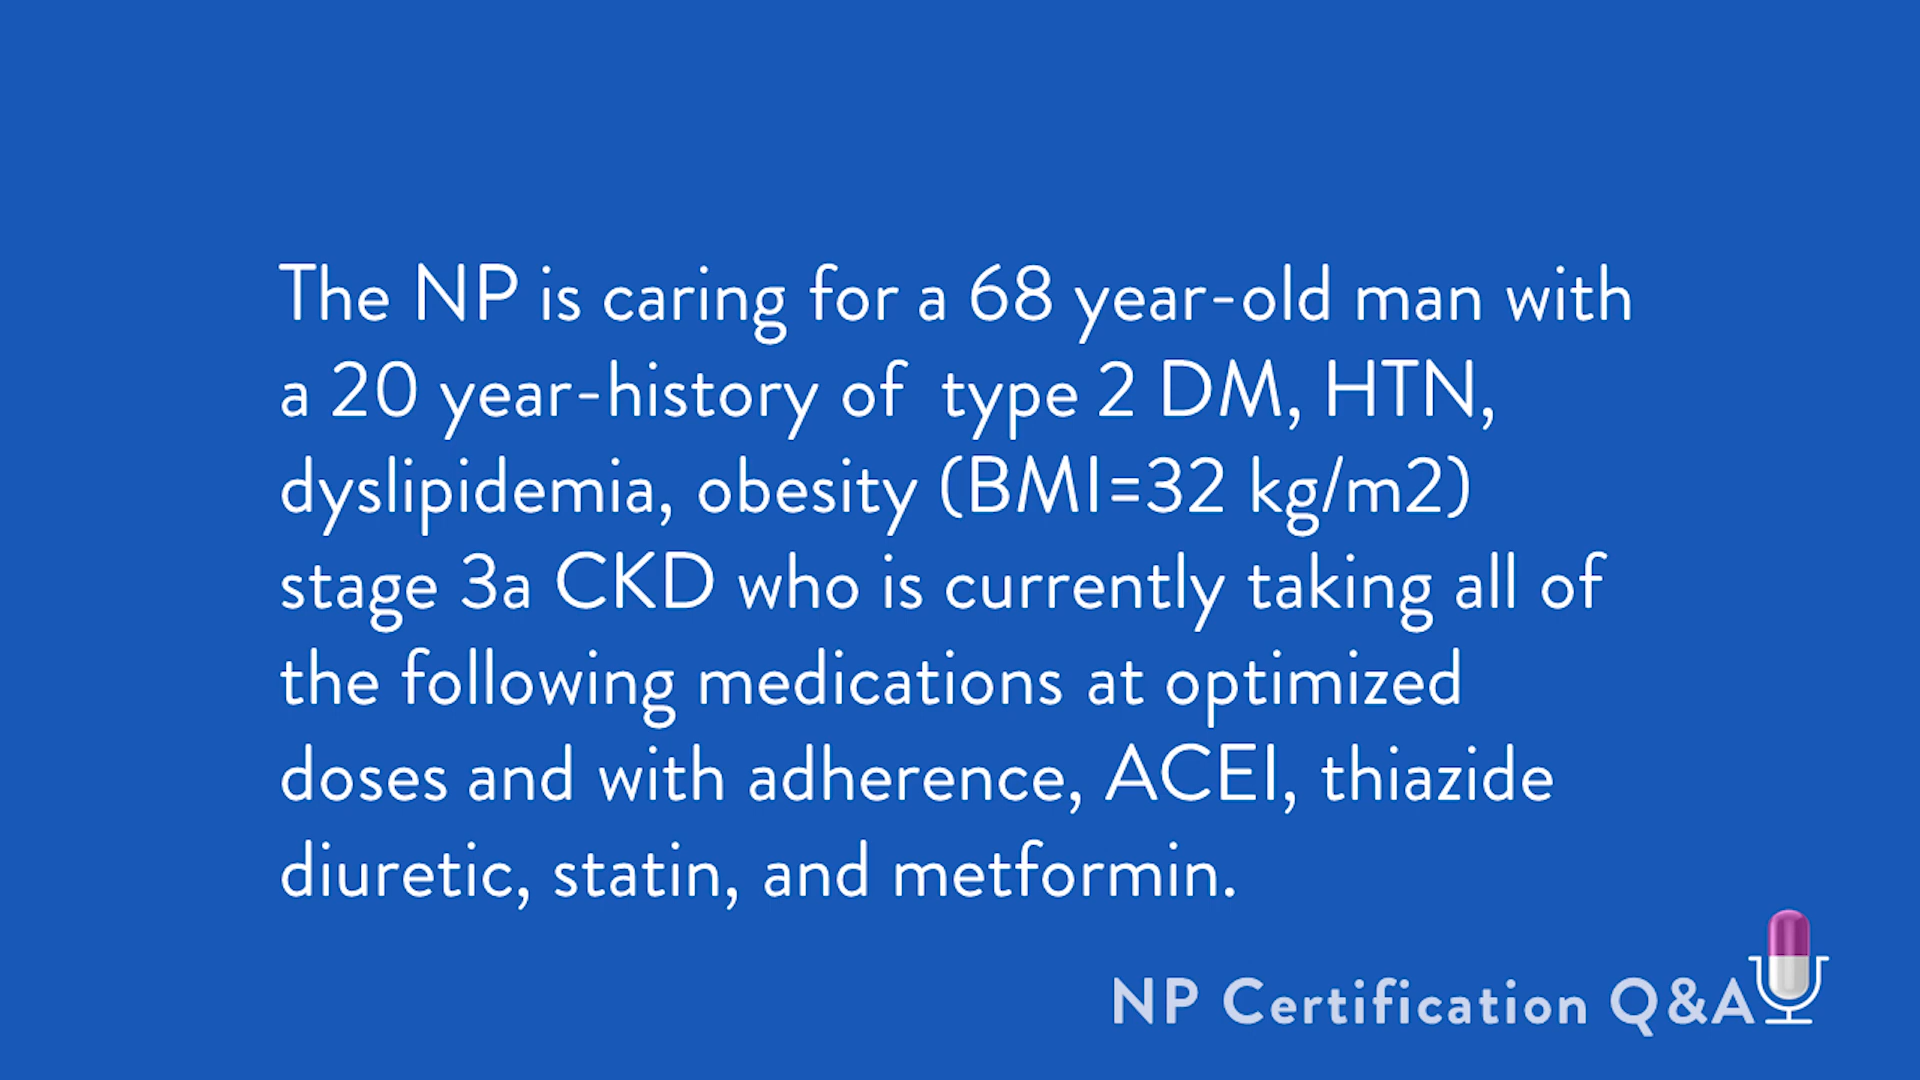 The NP is caring for a 68 year-old man with
a 20 year-history of type 2 DM, HTN,
dyslipidemia, obesity (BMI=32 kg/m2)
stage 3a CKD who is currently taking all of
the following medications at optimized
doses and with adherence, ACEI, thiazide
diuretic, statin, and metformin.
NP Certification Q&A